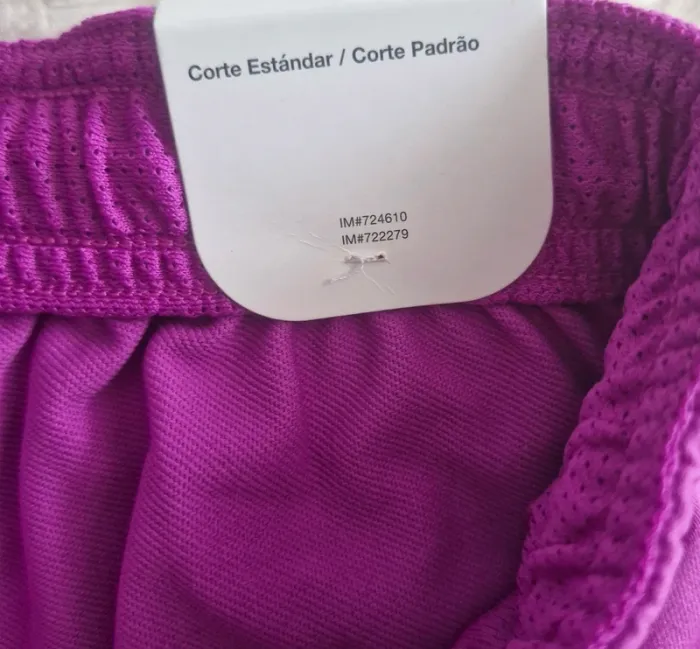 Corte Estándar / Corte Padrão
IM#724610
IM#722279